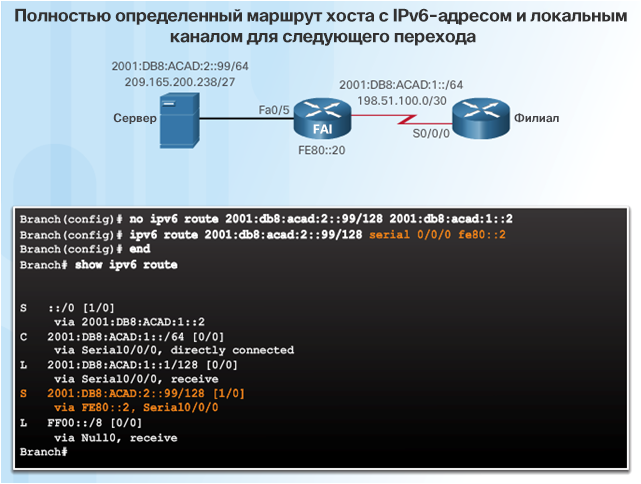 Полностью определенный маршрут хоста с IPv6-адресом и локальным
каналом для следующего перехода
2001:DB8:ACAD:2::99/64
209.165.200.238/27
2001:DB8:ACAD:1::/64
198.51.100.0/30
Сервер
Fa0/5
FAI
FE80::20
S0/0/0
Филиал
Branch(config)# no ipv6 route 2001:db8:acad:2::99/128 2001:db8:acad:1::2
Branch(config)# ipv6 route 2001:db8:acad:2::99/128 serial 0/0/0 fe80::2
Branch(config)# end
Branch# show ipv6 route
S ::/0 [1/0]
via 2001:DB8:ACAD:1::2
C 2001:DB8:ACAD:1::/64 [0/0]
via Serial0/0/0, directly connected
L 2001:DB8:ACAD:1::1/128 [0/0]
via Serial0/0/0, receive
S 2001:DB8:ACAD:2::99/128 [1/0]
via FE80::2, Serial0/0/0
L FF00::/8 [0/0]
via Null0, receive
Branch#